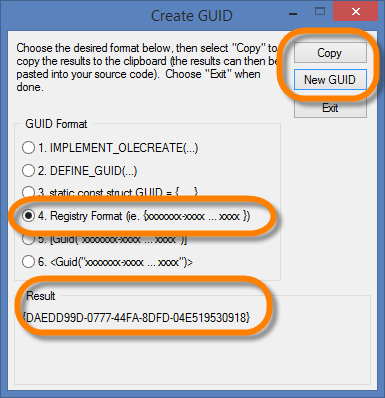 Create GUID
Choose the desired format below, then select "Copy" to
copy the results to the clipboard (the results can then be
pasted into your source code). Choose "Exit" when
done.
Copy
New GUID
Exit
GUID Format
1. IMPLEMENT_OLECREATE(...)
2. DEFINE_GUID(...)
3. static const struct GUID = { ... }
4. Registry Format (ie. {xxxxxxxx-xxxx ... xxxx })
5. [Guid("xxxxxxxx-xxxx ... xxxx")]
6. <Guid("xxxxxxxx-xxxx ... xxxx")>
Result
{DAEDD99D-0777-44FA-8DFD-04E519530918}